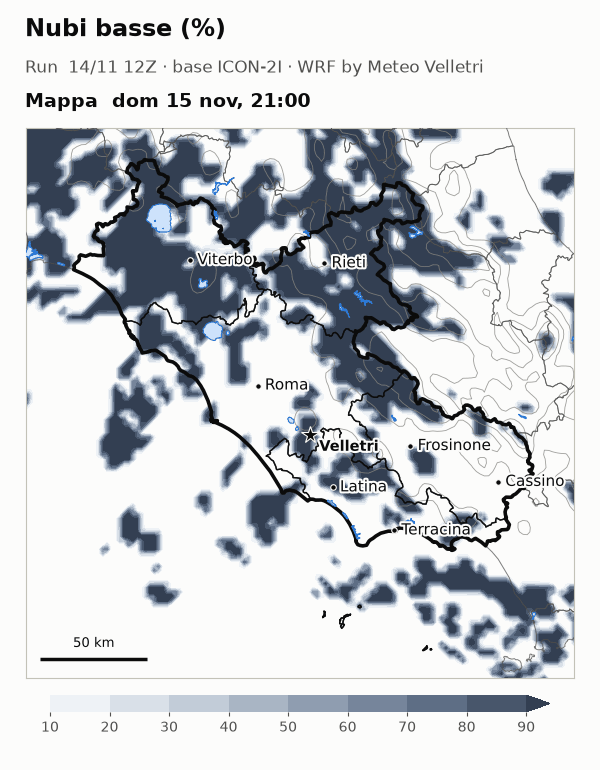 Nubi basse (%)
Run  14/11 12Z · base ICON-2I · WRF by Meteo Velletri
Mappa  dom 15 nov, 21:00
Viterbo
Rieti
Roma
Velletri
Frosinone
Cassino
Latina
Terracina
50 km
10 20 30 40 50 60 70 80 90